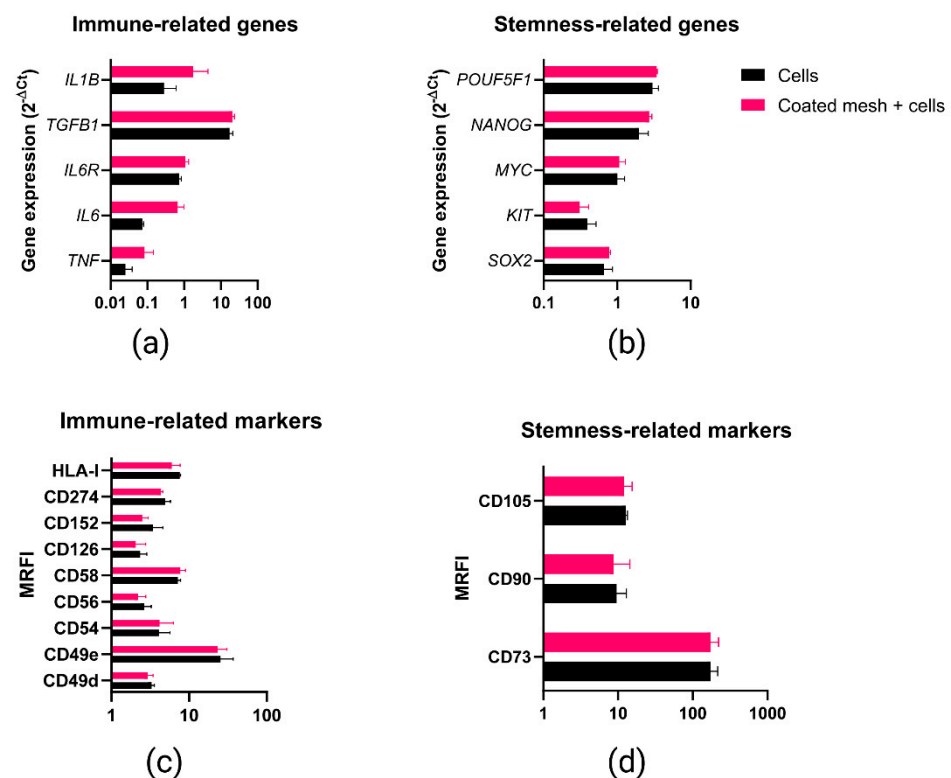 Immune-related genes
Gene expression (2-ΔCt)
IL1B
TGFB1
IL6R
IL6
TNF
0.01 0.1 1 10 100
(a)
Stemness-related genes
Gene expression (2-ΔCt)
POUF5F1
NANOG
MYC
KIT
SOX2
0.1 1 10
(b)
Cells
Coated mesh + cells
Immune-related markers
MRFI
HLA-I
CD274
CD152
CD126
CD58
CD56
CD54
CD49e
CD49d
1 10 100
(c)
Stemness-related markers
MRFI
CD105
CD90
CD73
1 10 100 1000
(d)